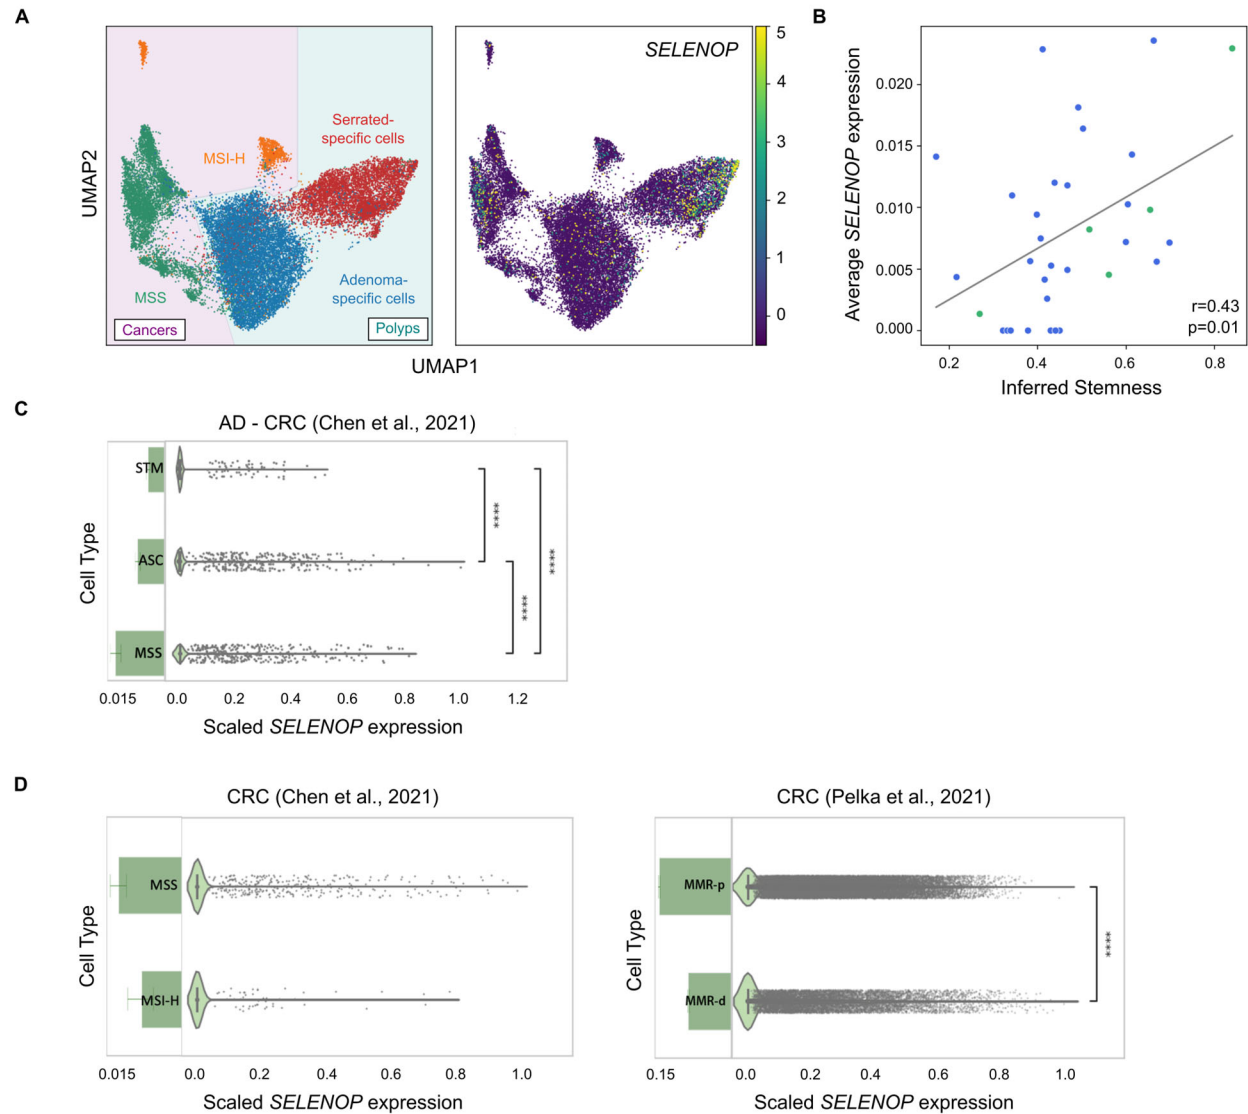 A
UMAP2
MSI-H
Serrated-
specific cells
MSS
Adenoma-
specific cells
Cancers
Polyps
SELENOP
5
4
3
2
1
0
UMAP1
B
Average SELENOP expression
0.020
0.015
0.010
0.005
0.000
r=0.43
p=0.01
0.2
0.4
0.6
0.8
Inferred Stemness
C
AD - CRC (Chen et al., 2021)
Cell Type
STM
ASC
MSS
****
****
****
0.015
0.0
0.2
0.4
0.6
0.8
1.0
1.2
Scaled SELENOP expression
D
CRC (Chen et al., 2021)
Cell Type
MSS
MSI-H
0.015
0.0
0.2
0.4
0.6
0.8
1.0
Scaled SELENOP expression
CRC (Pelka et al., 2021)
Cell Type
MMR-p
MMR-d
****
0.15
0.0
0.2
0.4
0.6
0.8
1.0
Scaled SELENOP expression